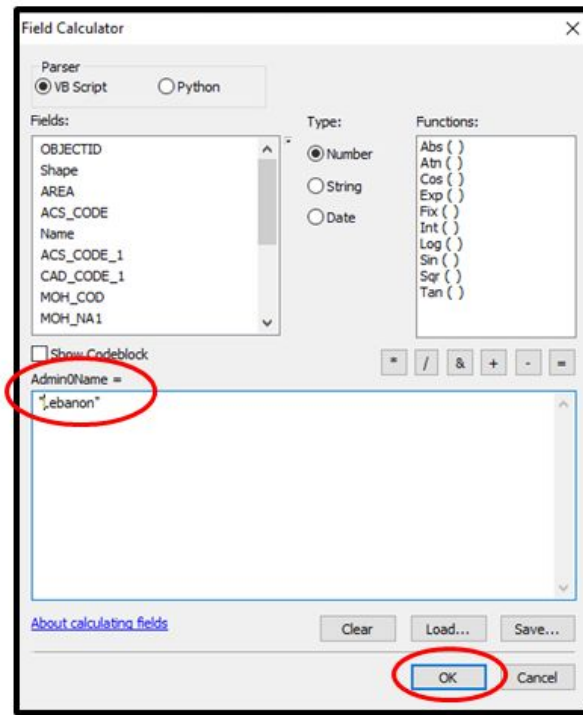 Field Calculator
Parser
VB Script Python
Fields:
OBJECTID
Shape
AREA
ACS_CODE
Name
ACS_CODE_1
CAD_CODE_1
MOH_COD
MOH_NA1
Type:
Number
String
Date
Functions:
Abs ( )
Atn ( )
Cos ( )
Exp ( )
Fix ( )
Int ( )
Log ( )
Sin ( )
Sqr ( )
Tan ( )
Show Codeblock
* / & + - =
Admin0Name =
"Lebanon"
About calculating fields
Clear Load... Save...
OK Cancel